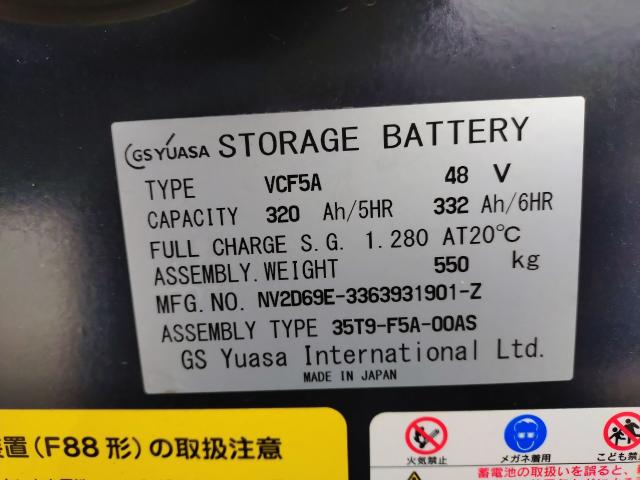 GS YUASA STORAGE BATTERY
TYPE VCF5A 48 V
CAPACITY 320 Ah/5HR 332 Ah/6HR
FULL CHARGE S.G. 1.280 AT20℃
ASSEMBLY.WEIGHT 550 kg
MFG.NO. NV2D69E-3363931901-Z
ASSEMBLY TYPE 35T9-F5A-00AS
GS Yuasa International Ltd.
MADE IN JAPAN
置(F88形)の取扱注意
火気禁止 メガネ着用 こども禁
蓄電池の取扱いを誤ると、